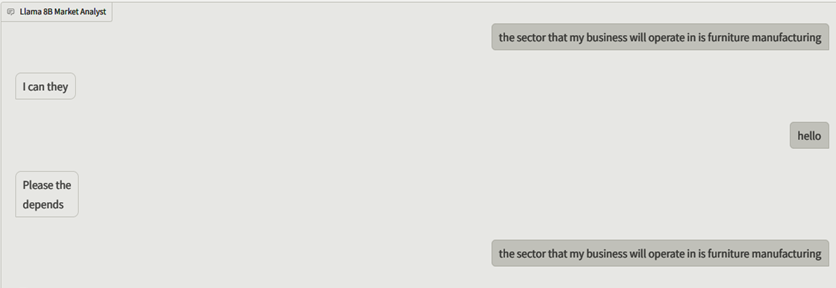 Llama 8B Market Analyst
the sector that my business will operate in is furniture manufacturing
I can they
hello
Please the
depends
the sector that my business will operate in is furniture manufacturing